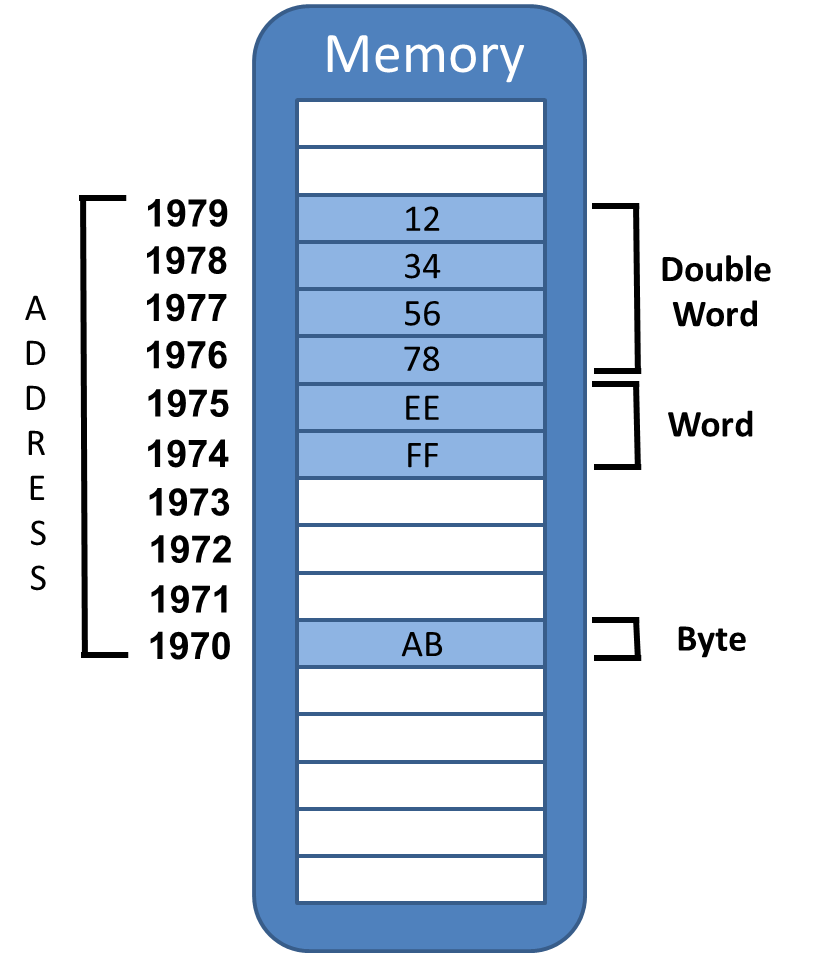 Memory
ADDRESS
1979 12
1978 34
1977 56
1976 78
1975 EE
1974 FF
1973
1972
1971
1970 AB
Double
Word
Word
Byte